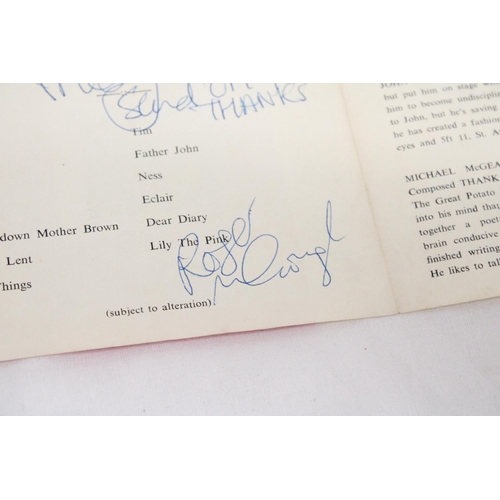 THANKS
Tim
Father John
Ness
Eclair
down Mother Brown Dear Diary
Lent Lily The Pink
Things
Roger McGough
(subject to alteration).
but put him on stage
him to become undiscipli
to John, but he's saving
he has created a fashion
eyes and 5ft 11, St. A
MICHAEL McGEA
Composed THANK
The Great Potato
into his mind that
together a poet
brain conducive
finished writing
He likes to tal